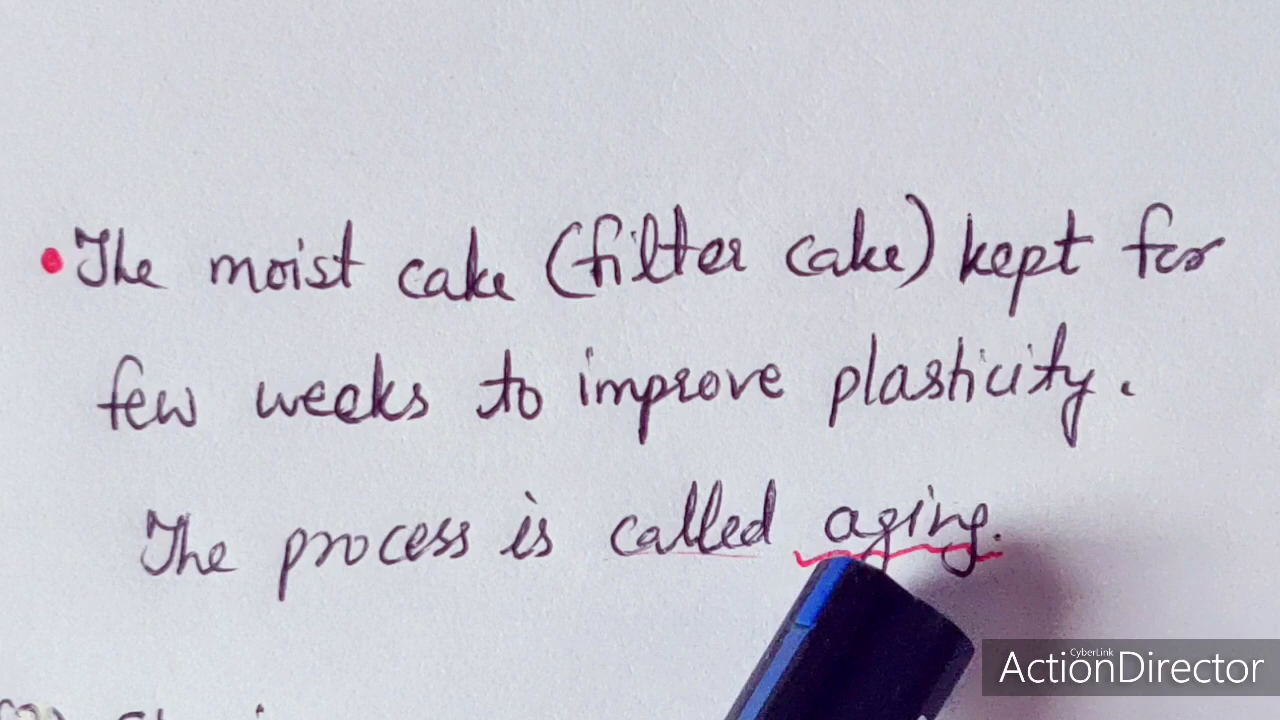 • The moist cake (filter cake) kept for
few weeks to improve plasticity.
The process is called aging.
CyberLink
ActionDirector